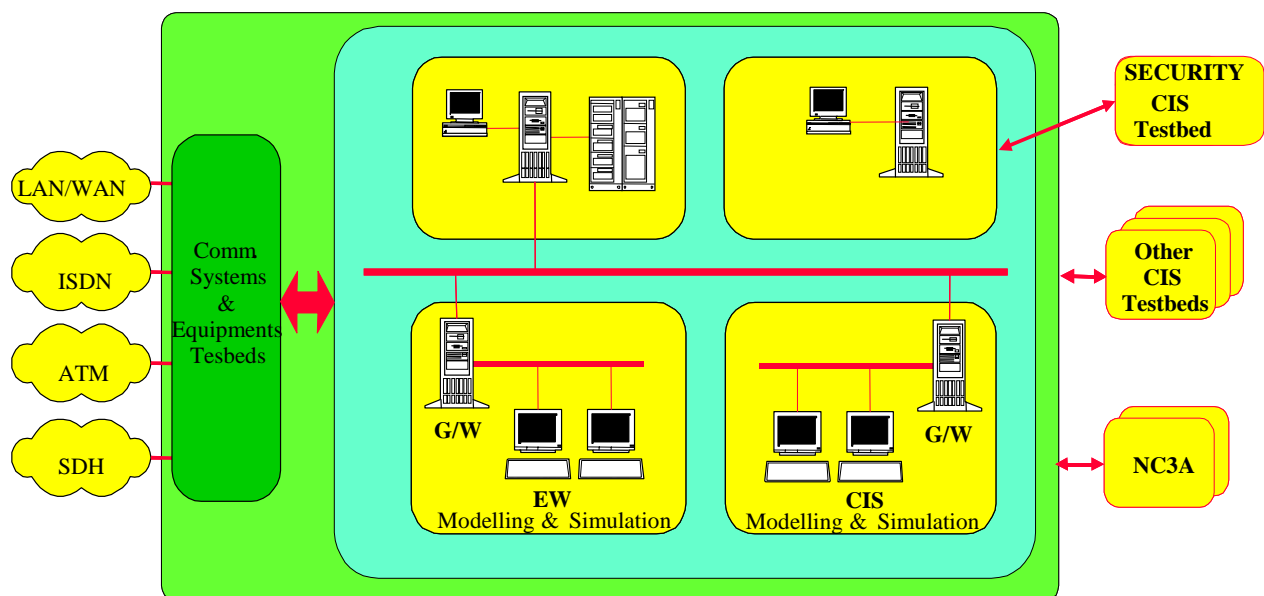 LAN/WAN
ISDN
ATM
SDH
Comm.
Systems
&
Equipments
Tesbeds
G/W
EW
Modelling & Simulation
G/W
CIS
Modelling & Simulation
SECURITY
CIS
Testbed
Other
CIS
Testbeds
NC3A